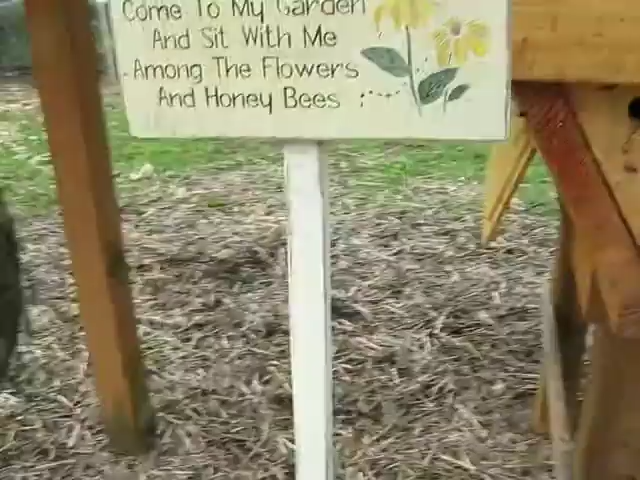 Come To My Garden
And Sit With Me
Among The Flowers
And Honey Bees